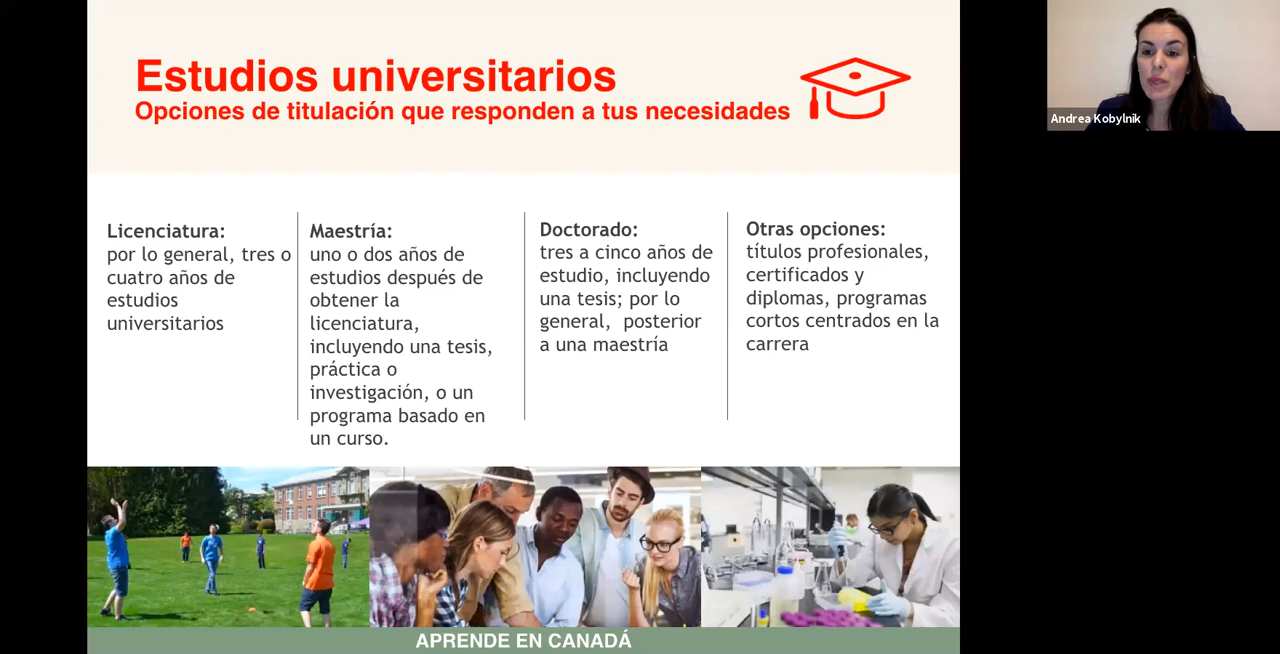 Estudios universitarios
Opciones de titulación que responden a tus necesidades
Andrea Kobylnik
Licenciatura:
por lo general, tres o
cuatro años de
estudios
universitarios
Maestría:
uno o dos años de
estudios después de
obtener la
licenciatura,
incluyendo una tesis,
práctica o
investigación, o un
programa basado en
un curso.
Doctorado:
tres a cinco años de
estudio, incluyendo
una tesis; por lo
general,  posterior
a una maestría
Otras opciones:
títulos profesionales,
certificados y
diplomas, programas
cortos centrados en la
carrera
APRENDE EN CANADÁ